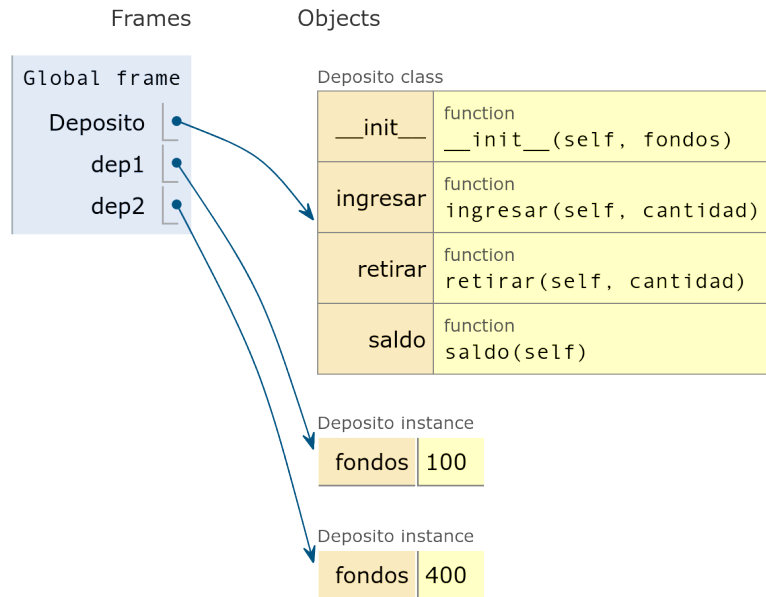 Frames Objects
Global frame
Deposito
dep1
dep2
Deposito class
__init__ function
__init__(self, fondos)
ingresar function
ingresar(self, cantidad)
retirar function
retirar(self, cantidad)
saldo function
saldo(self)
Deposito instance
fondos 100
Deposito instance
fondos 400